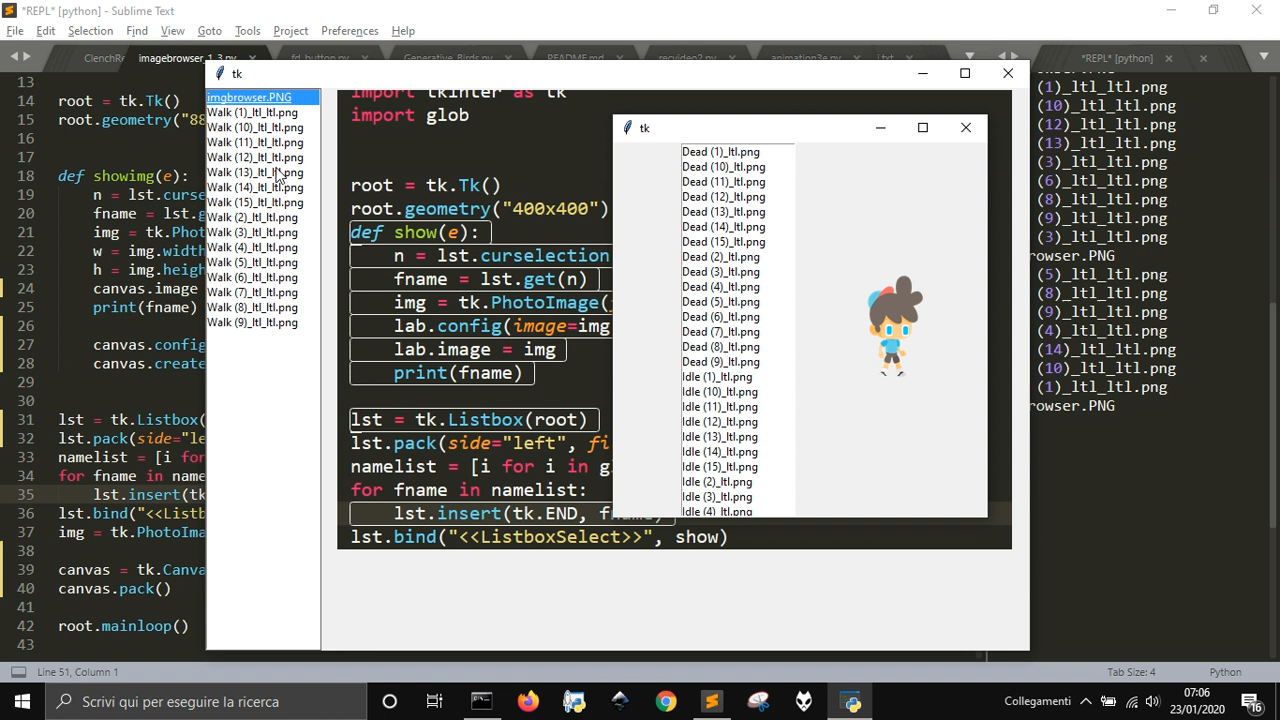 *REPL* [python] - Sublime Text
File Edit Selection Find View Goto Tools Project Preferences Help
ClenchRe imagebrowser_1_3.py fd_button.py Generative_Birds.py README.md recvideo2.py animation3e.py *REPL* [python]
13
14 root = tk.Tk()
15 root.geometry("88
16
17
18 def showimg(e):
19 n = lst.curse
20 fname = lst.g
21 img = tk.Phot
22 w = img.width
23 h = img.heigh
24 canvas.image
25 print(fname)
26
27 canvas.config
28 canvas.create
29
30
31 lst = tk.Listbox(
32 lst.pack(side="le
33 namelist = [i for
34 for fname in name
35 lst.insert(tk
36 lst.bind("<<Listb
37 img = tk.PhotoIma
38
39 canvas = tk.Canva
40 canvas.pack()
41
42 root.mainloop()
43
tk
imgbrowser.PNG
Walk (1)_ltl_ltl.png
Walk (10)_ltl_ltl.png
Walk (11)_ltl_ltl.png
Walk (12)_ltl_ltl.png
Walk (13)_ltl_ltl.png
Walk (14)_ltl_ltl.png
Walk (15)_ltl_ltl.png
Walk (2)_ltl_ltl.png
Walk (3)_ltl_ltl.png
Walk (4)_ltl_ltl.png
Walk (5)_ltl_ltl.png
Walk (6)_ltl_ltl.png
Walk (7)_ltl_ltl.png
Walk (8)_ltl_ltl.png
Walk (9)_ltl_ltl.png
import tkinter as tk
import glob
root = tk.Tk()
root.geometry("400x400")
def show(e):
n = lst.curselection
fname = lst.get(n)
img = tk.PhotoImage(
lab.config(image=img
lab.image = img
print(fname)
lst = tk.Listbox(root)
lst.pack(side="left", fi
namelist = [i for i in g
for fname in namelist:
lst.insert(tk.END, fname)
lst.bind("<<ListboxSelect>>", show)
tk
Dead (1)_ltl.png
Dead (10)_ltl.png
Dead (11)_ltl.png
Dead (12)_ltl.png
Dead (13)_ltl.png
Dead (14)_ltl.png
Dead (15)_ltl.png
Dead (2)_ltl.png
Dead (3)_ltl.png
Dead (4)_ltl.png
Dead (5)_ltl.png
Dead (6)_ltl.png
Dead (7)_ltl.png
Dead (8)_ltl.png
Dead (9)_ltl.png
Idle (1)_ltl.png
Idle (10)_ltl.png
Idle (11)_ltl.png
Idle (12)_ltl.png
Idle (13)_ltl.png
Idle (14)_ltl.png
Idle (15)_ltl.png
Idle (2)_ltl.png
Idle (3)_ltl.png
Idle (4)_ltl.png
(1)_ltl_ltl.png
(10)_ltl_ltl.png
(12)_ltl_ltl.png
(13)_ltl_ltl.png
(3)_ltl_ltl.png
(6)_ltl_ltl.png
(8)_ltl_ltl.png
(9)_ltl_ltl.png
(3)_ltl_ltl.png
rowser.PNG
(5)_ltl_ltl.png
(8)_ltl_ltl.png
(9)_ltl_ltl.png
(4)_ltl_ltl.png
(14)_ltl_ltl.png
(10)_ltl_ltl.png
(1)_ltl_ltl.png
rowser.PNG
Line 51, Column 1 Tab Size: 4 Python
Scrivi qui per eseguire la ricerca
Collegamenti
07:06
23/01/2020
16